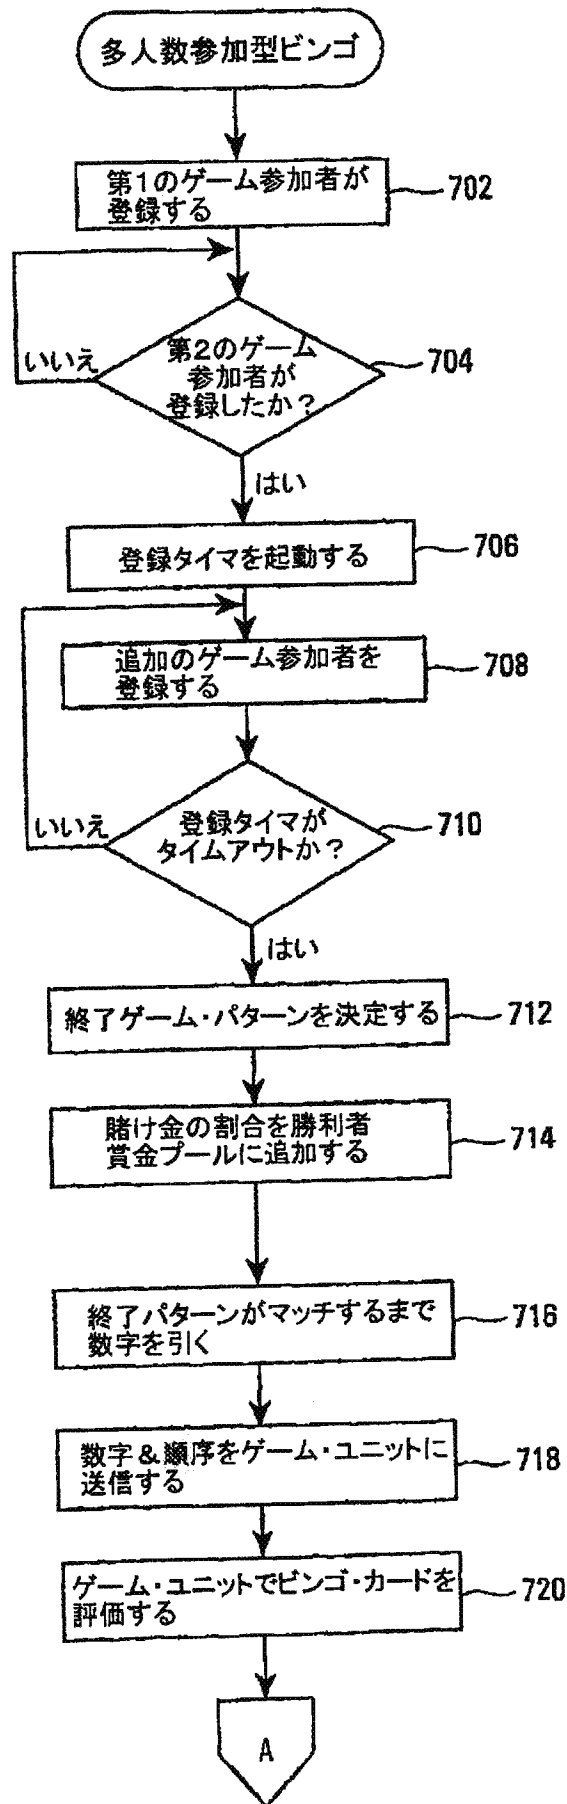 多人数参加型ビンゴ
第1のゲーム参加者が
登録する
702
いいえ
第2のゲーム
参加者が
登録したか?
704
はい
登録タイマを起動する
706
追加のゲーム参加者を
登録する
708
いいえ
登録タイマが
タイムアウトか?
710
はい
終了ゲーム・パターンを決定する
712
賭け金の割合を勝利者
賞金プールに追加する
714
終了パターンがマッチするまで
数字を引く
716
数字&順序をゲーム・ユニットに
送信する
718
ゲーム・ユニットでビンゴ・カードを
評価する
720
A